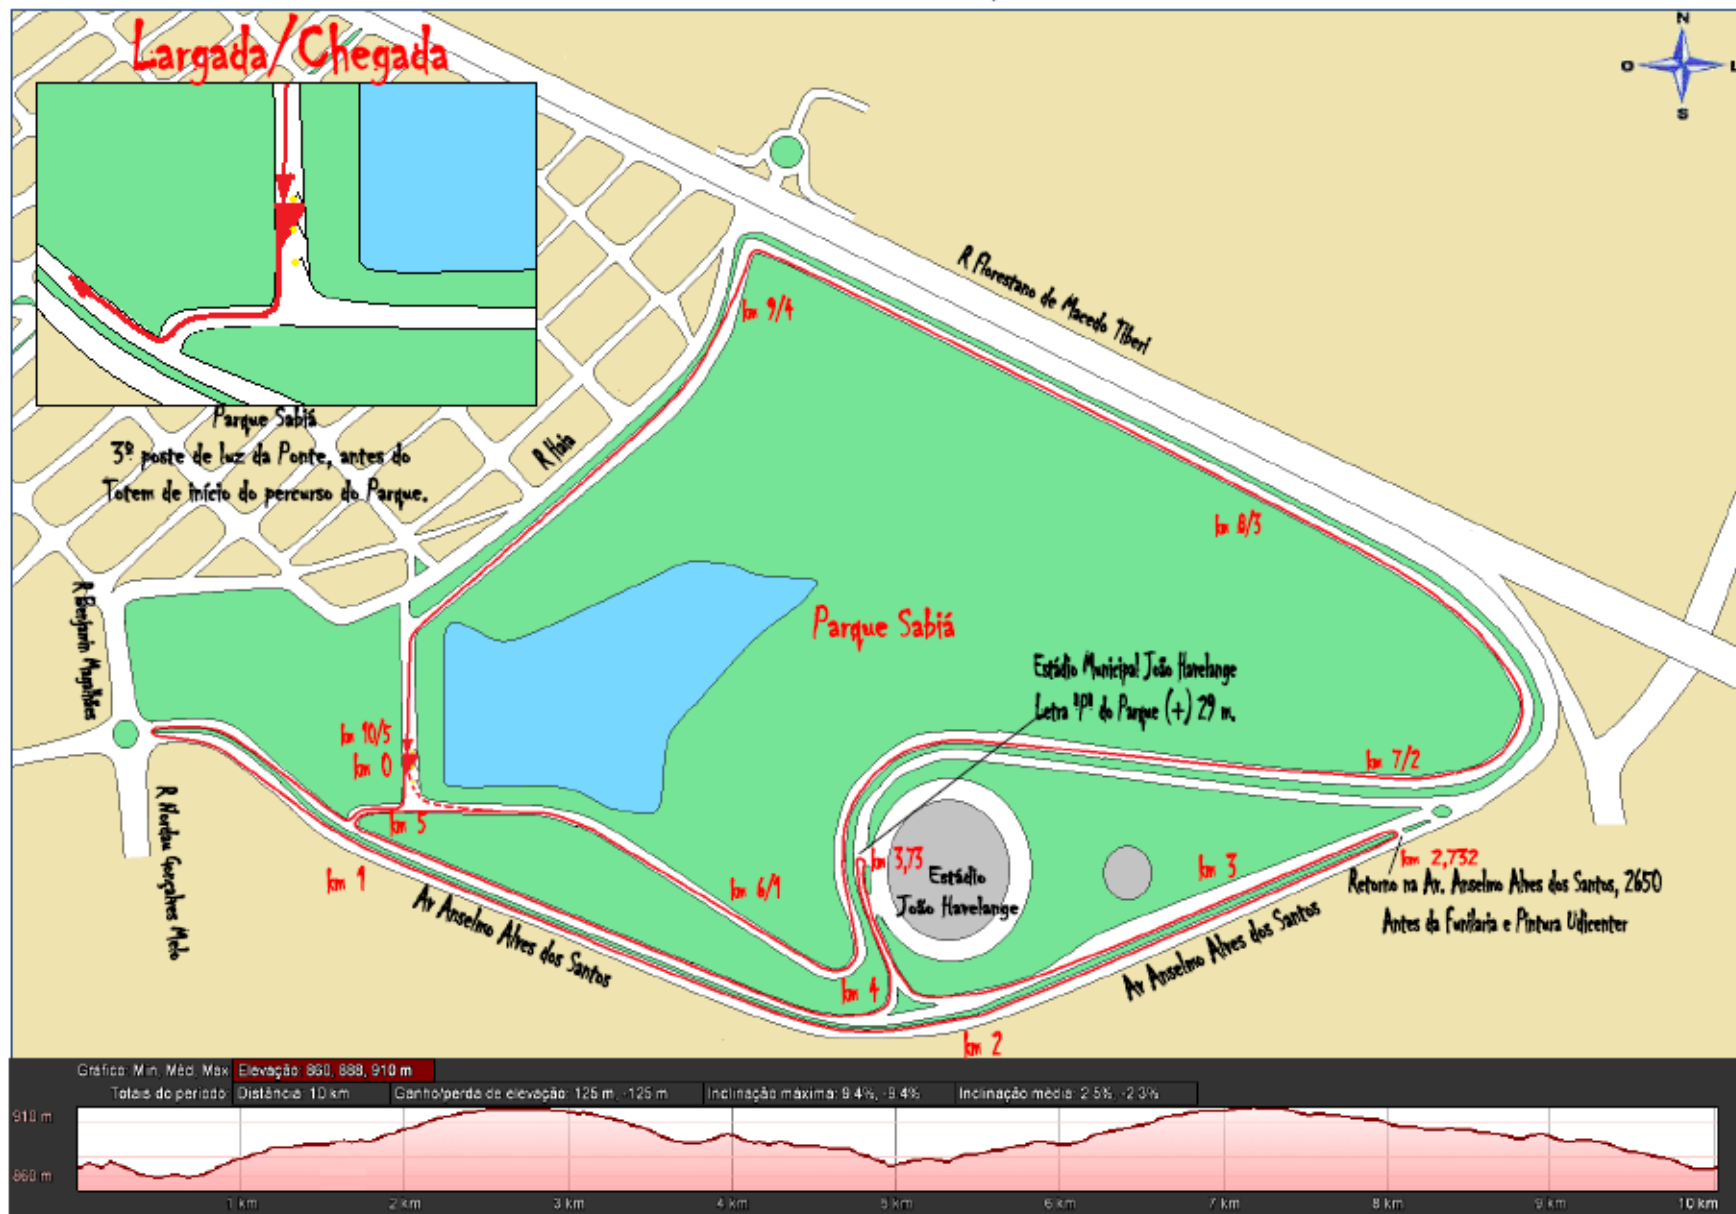 Largada/Chegada
N
O
L
S
Parque Sabiá
3º poste de luz da Ponte, antes do
Totem de início do percurso do Parque.
R Haia
R Florestano de Macedo Tiberi
km 9/4
km 8/3
Parque Sabiá
Estádio Municipal João Havelange
Letra "P" do Parque (+) 29 m.
R Benjamin Magalhães
km 10/5
km 0
km 7/2
R Nordau Gonçalves Melo
km 5
km 1
km 6/1
km 3,73
Estádio
João Havelange
km 3
km 2,732
Retorno na Av. Anselmo Alves dos Santos, 2650
Antes da Funilaria e Pintura Udicenter
Av Anselmo Alves dos Santos
km 4
Av Anselmo Alves dos Santos
km 2
Gráfico: Min, Méd, Max Elevação: 860, 888, 910 m
Totais do período: Distância: 10 km Ganho/perda de elevação: 125 m, -125 m Inclinação máxima: 9.4%, -9.4% Inclinação média: 2.5%, -2.3%
910 m
860 m
1 km 2 km 3 km 4 km 5 km 6 km 7 km 8 km 9 km 10 km